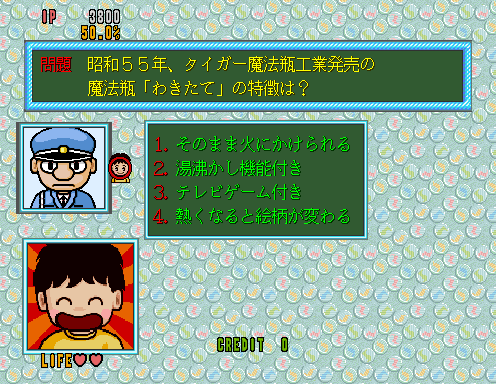 1P 3800
50.0%
問題 昭和５５年、タイガー魔法瓶工業発売の
魔法瓶「わきたて」の特徴は？
1. そのまま火にかけられる
2. 湯沸かし機能付き
3. テレビゲーム付き
4. 熱くなると絵柄が変わる
LIFE
CREDIT 0